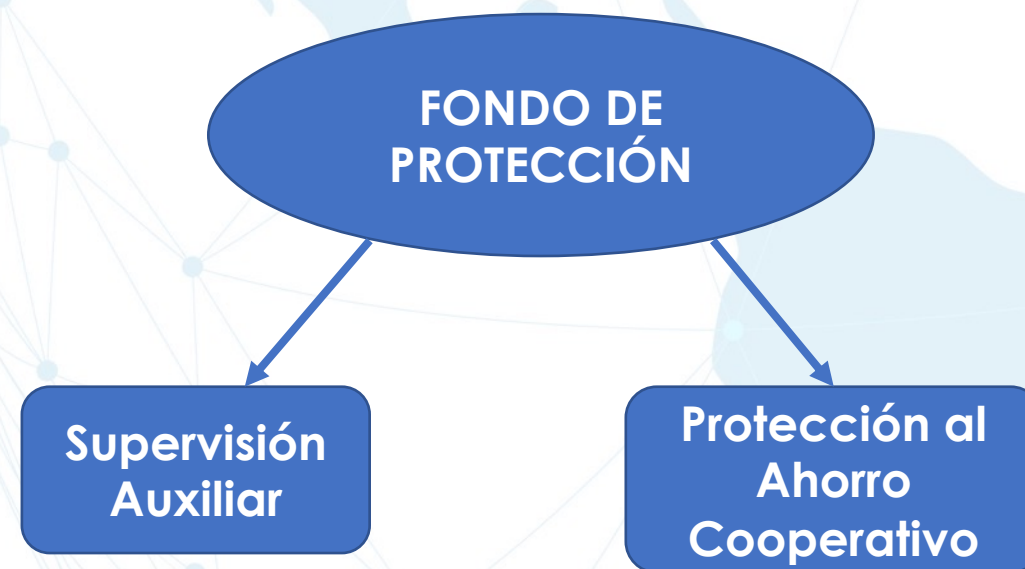 FONDO DE
PROTECCIÓN
Supervisión
Auxiliar
Protección al
Ahorro
Cooperativo